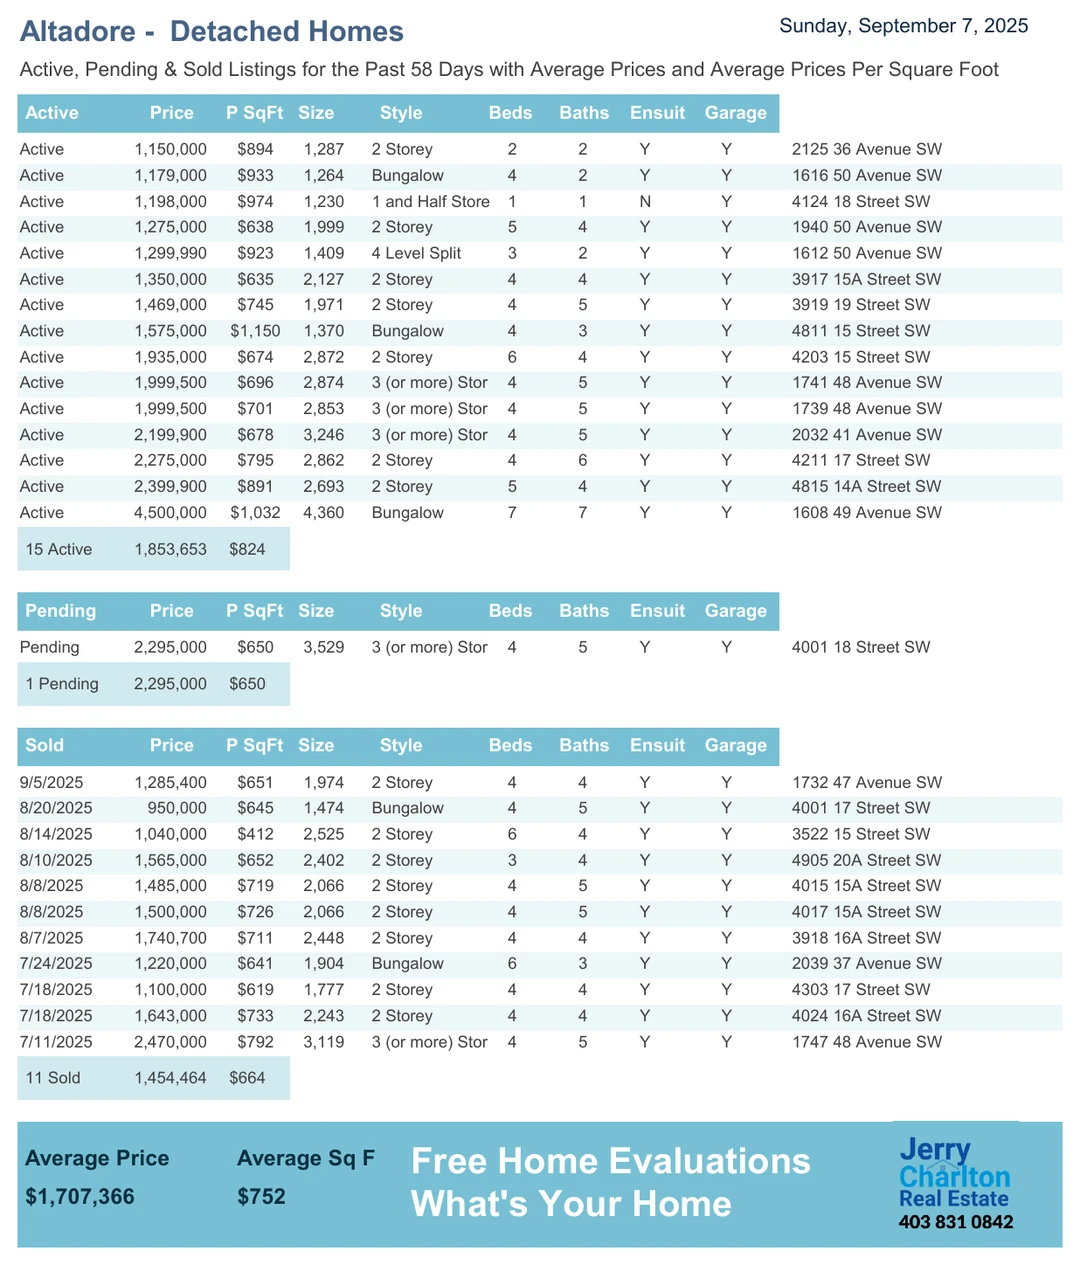 Altadore - Detached Homes
Sunday, September 7, 2025
Active, Pending & Sold Listings for the Past 58 Days with Average Prices and Average Prices Per Square Foot
Active Price P SqFt Size Style Beds Baths Ensuit Garage
Active 1,150,000 $894 1,287 2 Storey 2 2 Y Y 2125 36 Avenue SW
Active 1,179,000 $933 1,264 Bungalow 4 2 Y Y 1616 50 Avenue SW
Active 1,198,000 $974 1,230 1 and Half Store 1 1 N Y 4124 18 Street SW
Active 1,275,000 $638 1,999 2 Storey 5 4 Y Y 1940 50 Avenue SW
Active 1,299,990 $923 1,409 4 Level Split 3 2 Y Y 1612 50 Avenue SW
Active 1,350,000 $635 2,127 2 Storey 4 4 Y Y 3917 15A Street SW
Active 1,469,000 $745 1,971 2 Storey 4 5 Y Y 3919 19 Street SW
Active 1,575,000 $1,150 1,370 Bungalow 4 3 Y Y 4811 15 Street SW
Active 1,935,000 $674 2,872 2 Storey 6 4 Y Y 4203 15 Street SW
Active 1,999,500 $696 2,874 3 (or more) Stor 4 5 Y Y 1741 48 Avenue SW
Active 1,999,500 $701 2,853 3 (or more) Stor 4 5 Y Y 1739 48 Avenue SW
Active 2,199,900 $678 3,246 3 (or more) Stor 4 5 Y Y 2032 41 Avenue SW
Active 2,275,000 $795 2,862 2 Storey 4 6 Y Y 4211 17 Street SW
Active 2,399,900 $891 2,693 2 Storey 5 4 Y Y 4815 14A Street SW
Active 4,500,000 $1,032 4,360 Bungalow 7 7 Y Y 1608 49 Avenue SW
15 Active 1,853,653 $824
Pending Price P SqFt Size Style Beds Baths Ensuit Garage
Pending 2,295,000 $650 3,529 3 (or more) Stor 4 5 Y Y 4001 18 Street SW
1 Pending 2,295,000 $650
Sold Price P SqFt Size Style Beds Baths Ensuit Garage
9/5/2025 1,285,400 $651 1,974 2 Storey 4 4 Y Y 1732 47 Avenue SW
8/20/2025 950,000 $645 1,474 Bungalow 4 5 Y Y 4001 17 Street SW
8/14/2025 1,040,000 $412 2,525 2 Storey 6 4 Y Y 3522 15 Street SW
8/10/2025 1,565,000 $652 2,402 2 Storey 3 4 Y Y 4905 20A Street SW
8/8/2025 1,485,000 $719 2,066 2 Storey 4 5 Y Y 4015 15A Street SW
8/8/2025 1,500,000 $726 2,066 2 Storey 4 5 Y Y 4017 15A Street SW
8/7/2025 1,740,700 $711 2,448 2 Storey 4 4 Y Y 3918 16A Street SW
7/24/2025 1,220,000 $641 1,904 Bungalow 6 3 Y Y 2039 37 Avenue SW
7/18/2025 1,100,000 $619 1,777 2 Storey 4 4 Y Y 4303 17 Street SW
7/18/2025 1,643,000 $733 2,243 2 Storey 4 4 Y Y 4024 16A Street SW
7/11/2025 2,470,000 $792 3,119 3 (or more) Stor 4 5 Y Y 1747 48 Avenue SW
11 Sold 1,454,464 $664
Average Price Average Sq F
$1,707,366 $752
Free Home Evaluations
What's Your Home
Jerry
Charlton
Real Estate
403 831 0842